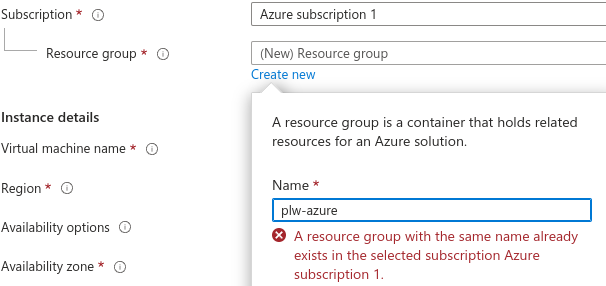 Subscription *
Azure subscription 1
Resource group *
(New) Resource group
Create new
Instance details
Virtual machine name *
Region *
Availability options
Availability zone *
A resource group is a container that holds related
resources for an Azure solution.
Name *
plw-azure
A resource group with the same name already
exists in the selected subscription Azure
subscription 1.